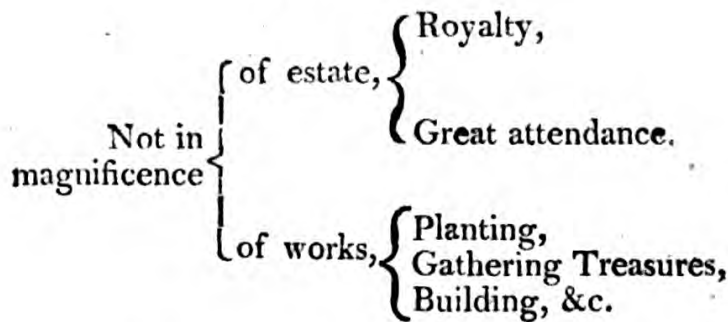 Not in
magnificence
of estate,
Royalty,
Great attendance.
of works,
Planting,
Gathering Treasures,
Building, &c.